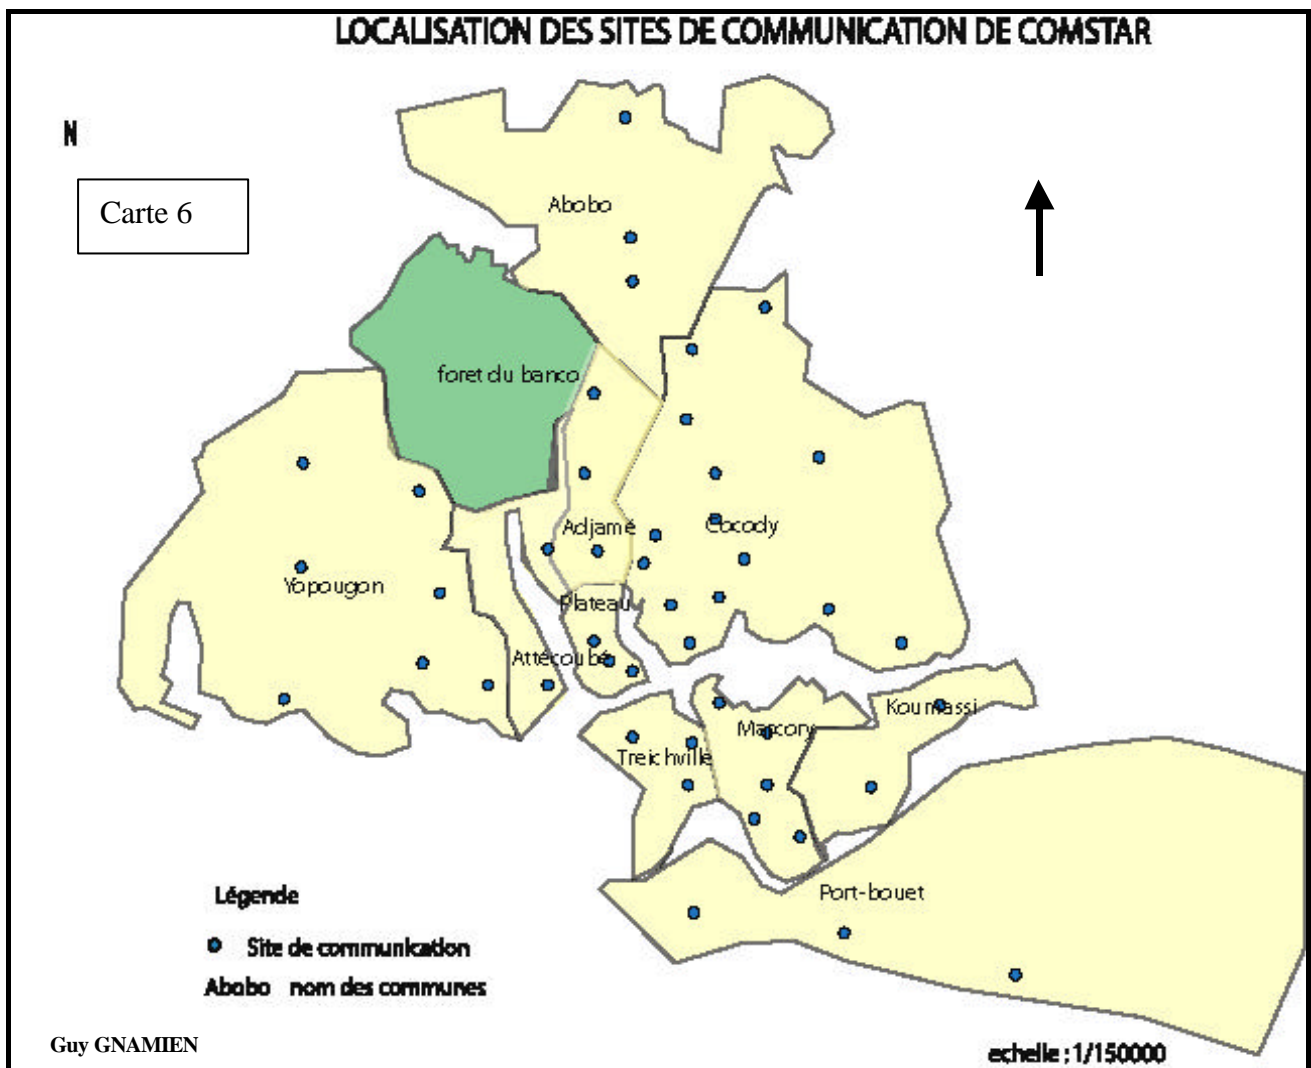 LOCALISATION DES SITES DE COMMUNICATION DE COMSTAR
N
Carte 6
Abobo
foret du banco
Adjamé
Cocody
Yopougon
Plateau
Attécoubé
Koumassi
Marcory
Treichville
Port-bouet
Légende
Site de communication
Abobo nom des communes
Guy GNAMIEN
echelle : 1/150000